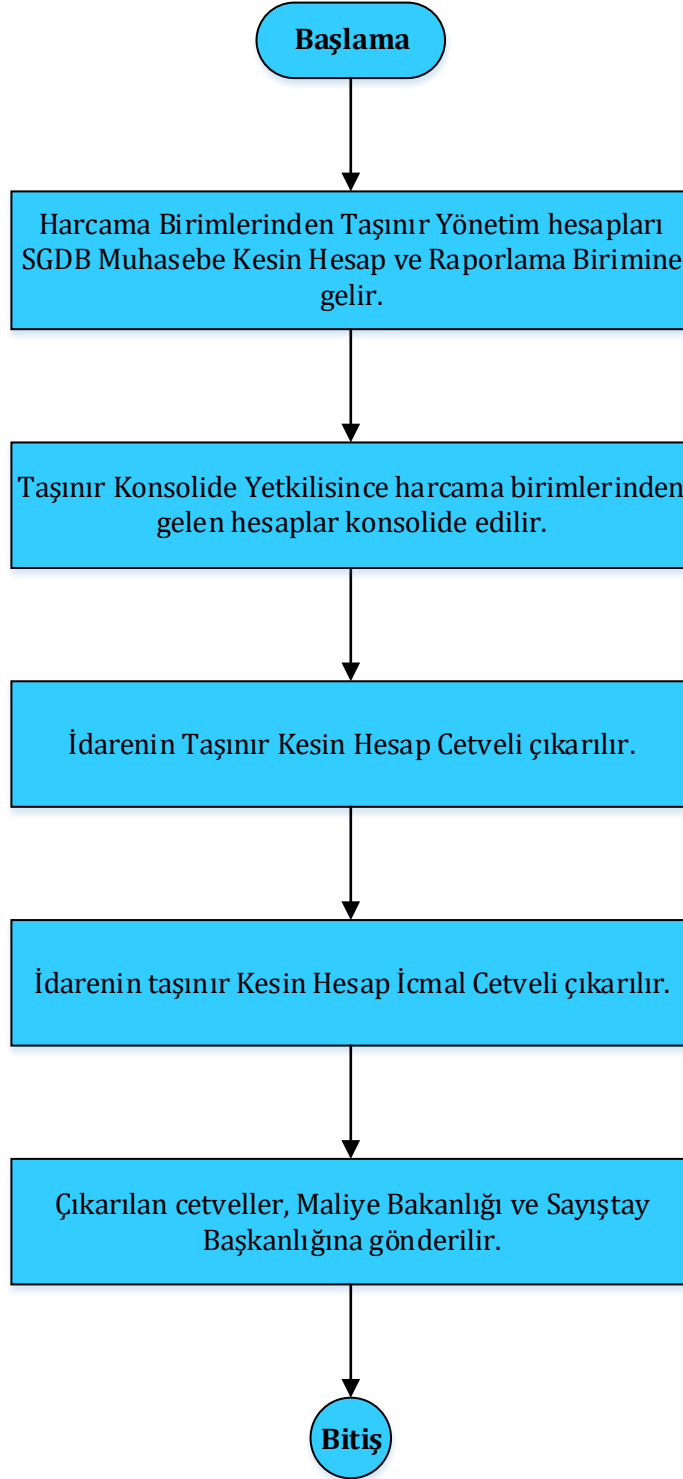 Başlama
Harcama Birimlerinden Taşınır Yönetim hesapları
SGDB Muhasebe Kesin Hesap ve Raporlama Birimine
gelir.
Taşınır Konsolide Yetkilisince harcama birimlerinden
gelen hesaplar konsolide edilir.
İdarenin Taşınır Kesin Hesap Cetveli çıkarılır.
İdarenin taşınır Kesin Hesap İcmal Cetveli çıkarılır.
Çıkarılan cetveller, Maliye Bakanlığı ve Sayıştay
Başkanlığına gönderilir.
Bitiş